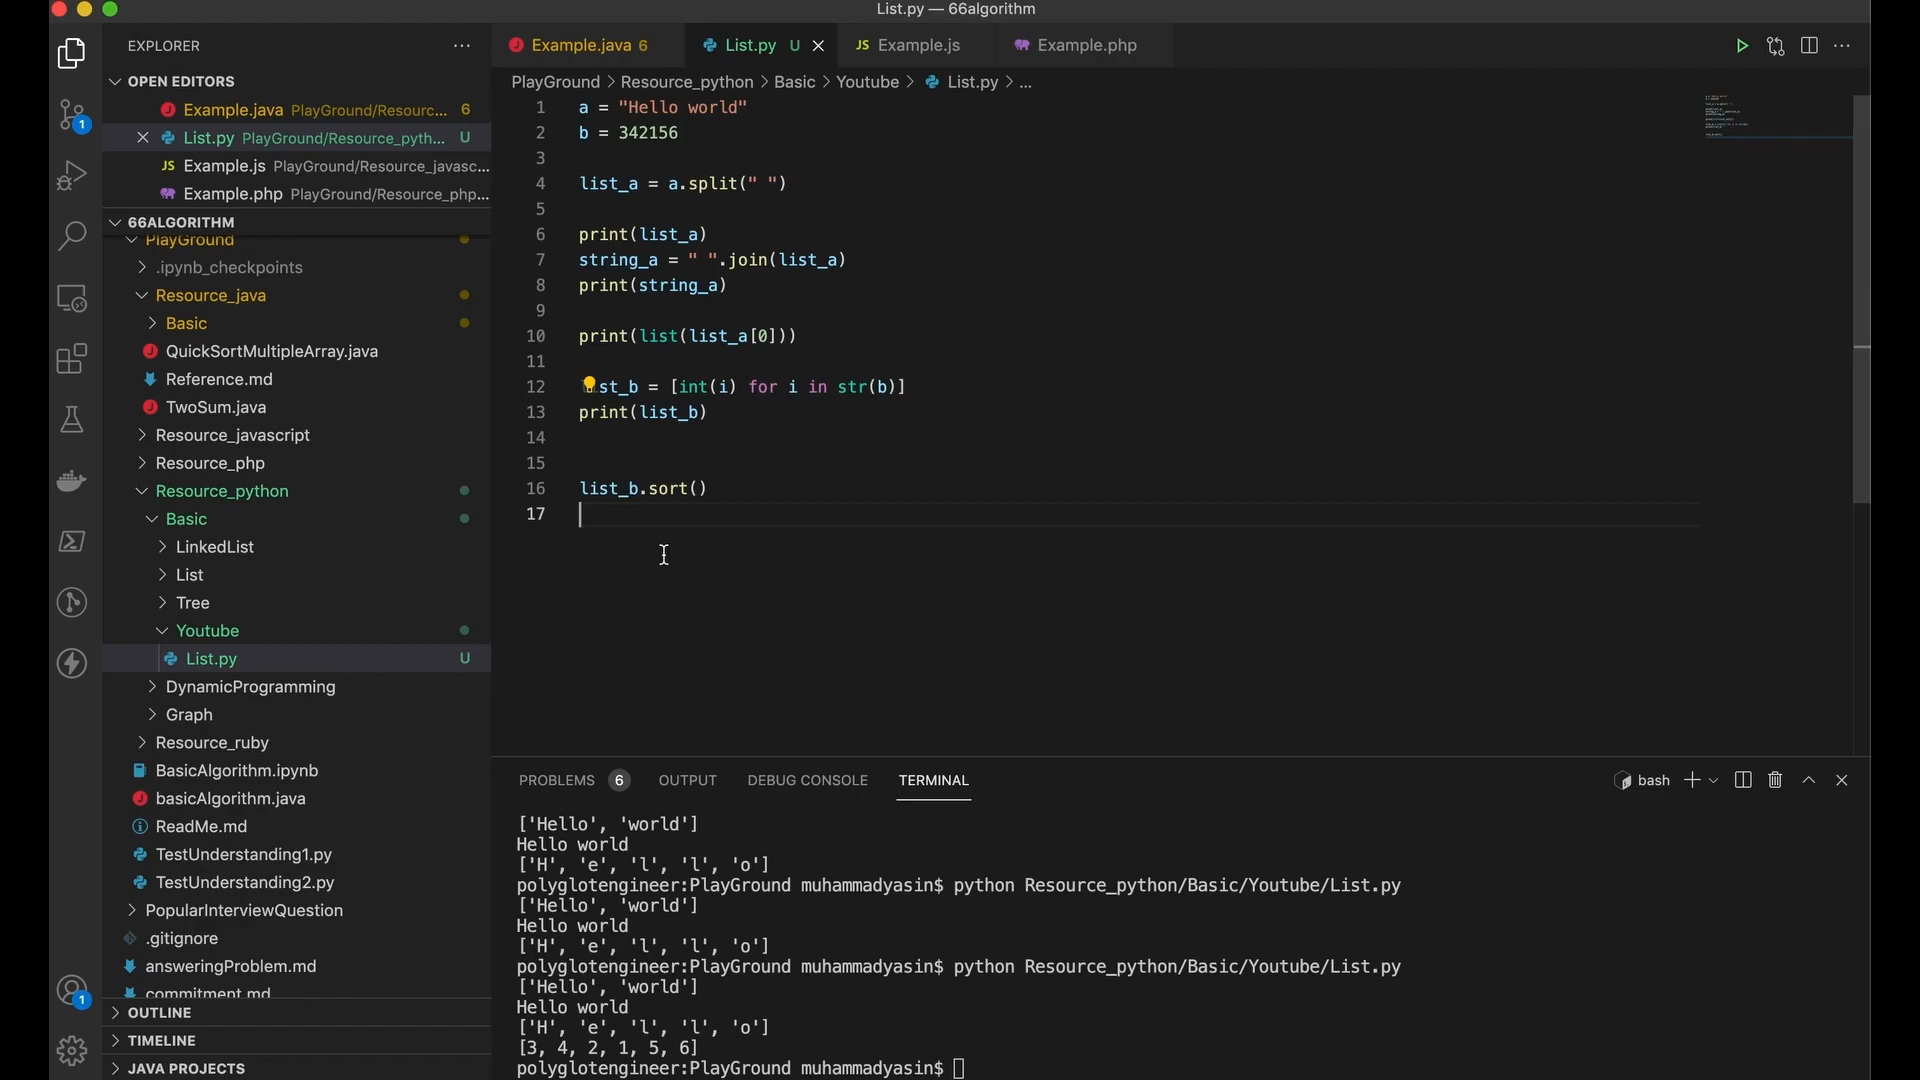 List.py — 66algorithm
EXPLORER
OPEN EDITORS
Example.java PlayGround/Resourc... 6
List.py PlayGround/Resource_pyth... U
JS Example.js PlayGround/Resource_javasc...
Example.php PlayGround/Resource_php...
66ALGORITHM
PlayGround
.ipynb_checkpoints
Resource_java
Basic
QuickSortMultipleArray.java
Reference.md
TwoSum.java
Resource_javascript
Resource_php
Resource_python
Basic
LinkedList
List
Tree
Youtube
List.py U
DynamicProgramming
Graph
Resource_ruby
BasicAlgorithm.ipynb
basicAlgorithm.java
ReadMe.md
TestUnderstanding1.py
TestUnderstanding2.py
PopularInterviewQuestion
.gitignore
answeringProblem.md
commitment.md
OUTLINE
TIMELINE
JAVA PROJECTS
1
1
Example.java 6
List.py U
JS Example.js
Example.php
PlayGround > Resource_python > Basic > Youtube > List.py > ...
1 a = "Hello world"
2 b = 342156
3
4 list_a = a.split(" ")
5
6 print(list_a)
7 string_a = " ".join(list_a)
8 print(string_a)
9
10 print(list(list_a[0]))
11
12 st_b = [int(i) for i in str(b)]
13 print(list_b)
14
15
16 list_b.sort()
17
PROBLEMS 6 OUTPUT DEBUG CONSOLE TERMINAL
bash
['Hello', 'world']
Hello world
['H', 'e', 'l', 'l', 'o']
polyglotengineer:PlayGround muhammadyasin$ python Resource_python/Basic/Youtube/List.py
['Hello', 'world']
Hello world
['H', 'e', 'l', 'l', 'o']
polyglotengineer:PlayGround muhammadyasin$ python Resource_python/Basic/Youtube/List.py
['Hello', 'world']
Hello world
['H', 'e', 'l', 'l', 'o']
[3, 4, 2, 1, 5, 6]
polyglotengineer:PlayGround muhammadyasin$